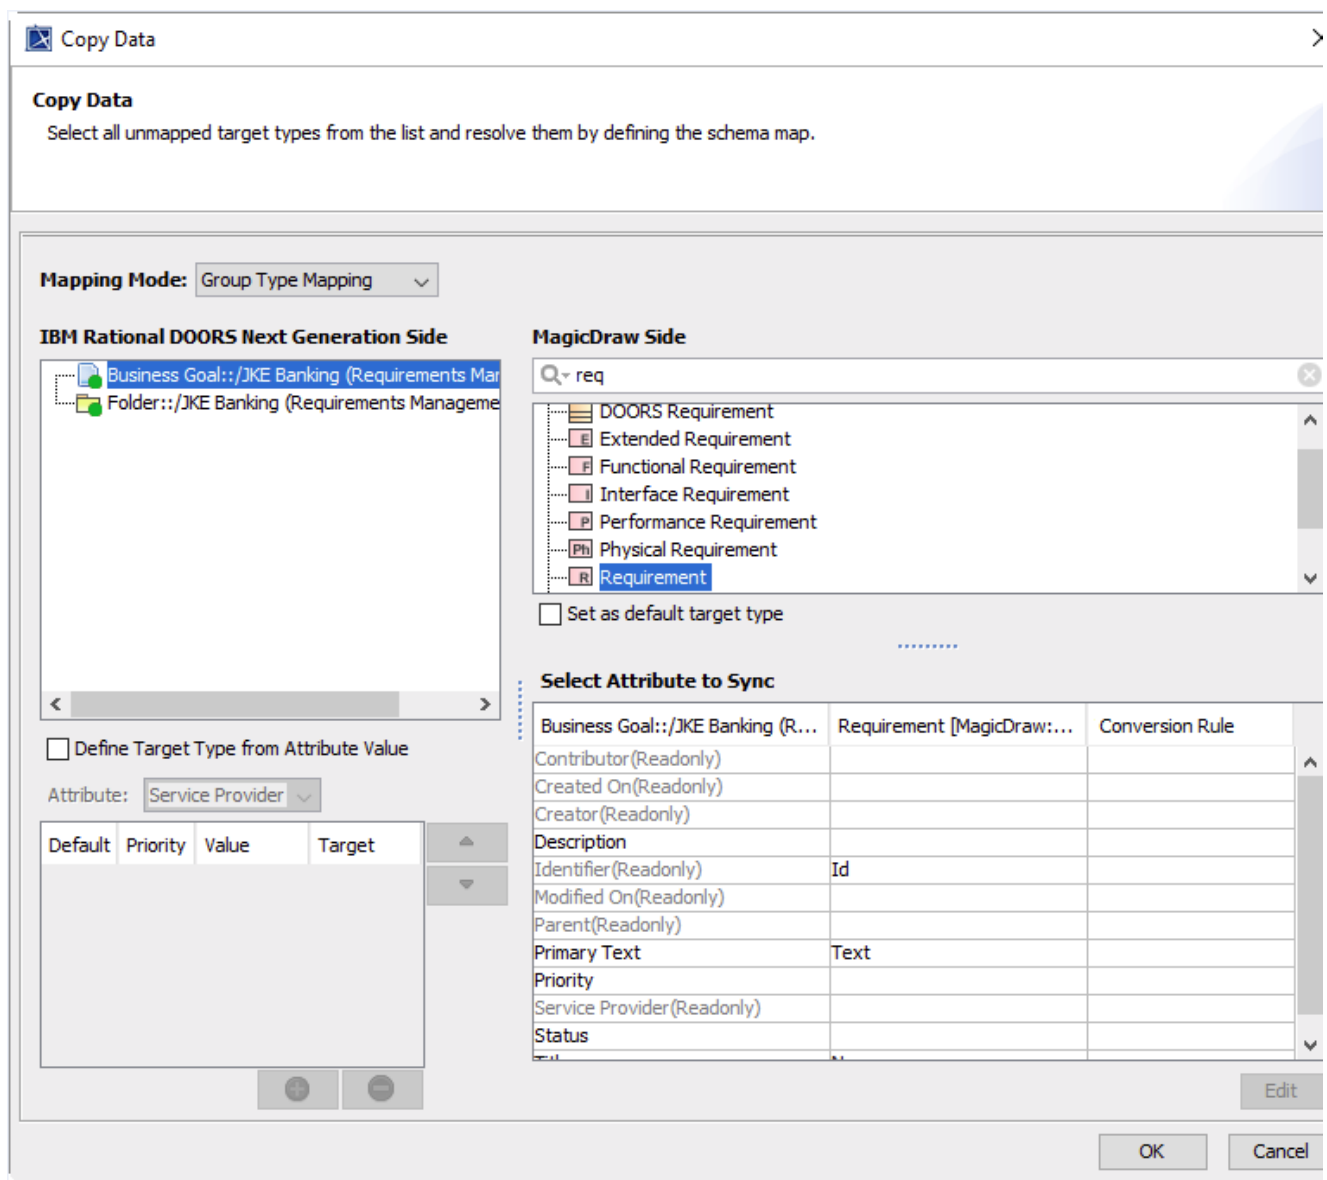 Copy Data
Copy Data
Select all unmapped target types from the list and resolve them by defining the schema map.
Mapping Mode: Group Type Mapping
IBM Rational DOORS Next Generation Side
Business Goal::/JKE Banking (Requirements Mar
Folder::/JKE Banking (Requirements Manageme
Define Target Type from Attribute Value
Attribute: Service Provider
Default Priority Value Target
MagicDraw Side
req
DOORS Requirement
E Extended Requirement
F Functional Requirement
I Interface Requirement
P Performance Requirement
Ph Physical Requirement
R Requirement
Set as default target type
Select Attribute to Sync
Business Goal::/JKE Banking (R... Requirement [MagicDraw:... Conversion Rule
Contributor(Readonly)
Created On(Readonly)
Creator(Readonly)
Description
Identifier(Readonly) Id
Modified On(Readonly)
Parent(Readonly)
Primary Text Text
Priority
Service Provider(Readonly)
Status
Edit
OK Cancel